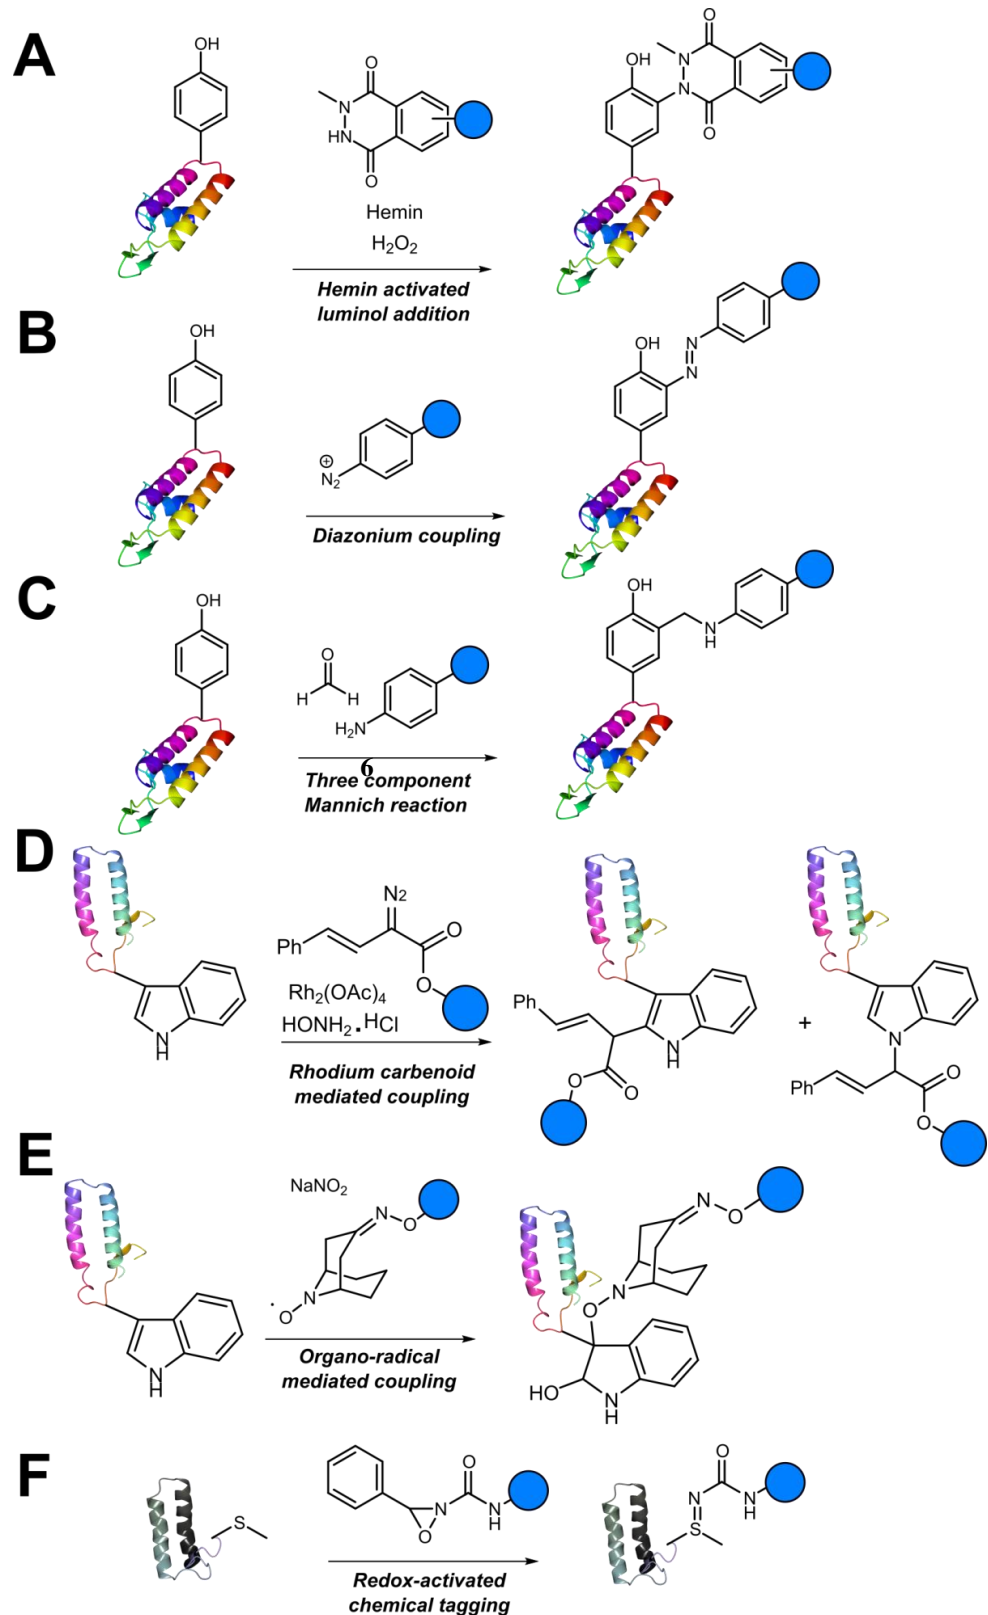 A
OH
O
N
HN
O
Hemin
H₂O₂
Hemin activated
luminol addition
O
OH
N
N
O
B
OH
⊕
N₂
Diazonium coupling
OH
N
N
C
OH
O
H H
H₂N
6
Three component
Mannich reaction
OH
N
H
D
N
H
N₂
Ph
O
O
Rh₂(OAc)₄
HONH₂.HCl
Rhodium carbenoid
mediated coupling
Ph
N
H
O
O
+
N
Ph
O
O
E
N
H
NaNO₂
N
O
N
·O
Organo-radical
mediated coupling
N
O
N
O
HO
N
H
F
S
O
N
N
H
O
Redox-activated
chemical tagging
O
N
N
H
S